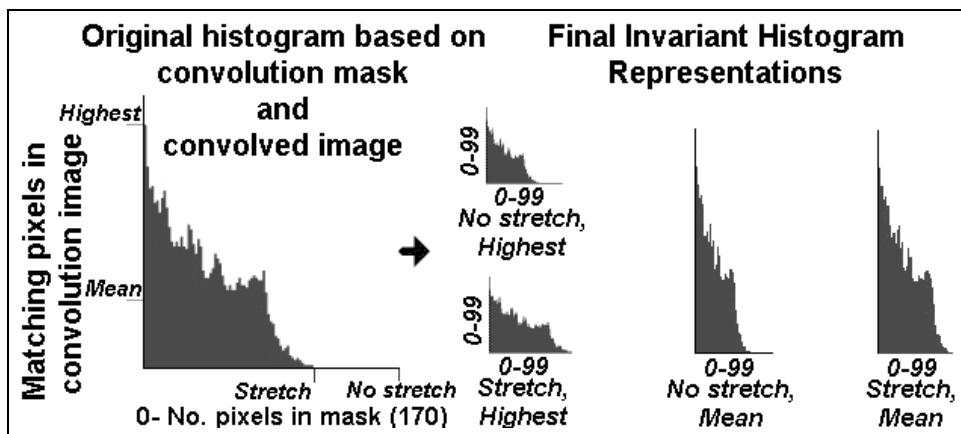 Original histogram based on
convolution mask
and
convolved image
Final Invariant Histogram
Representations
Matching pixels in
convolution image
Highest
Mean
Stretch
No stretch
0- No. pixels in mask (170)
0-99
0-99
No stretch,
Highest
0-99
0-99
Stretch,
Highest
0-99
No stretch,
Mean
0-99
Stretch,
Mean